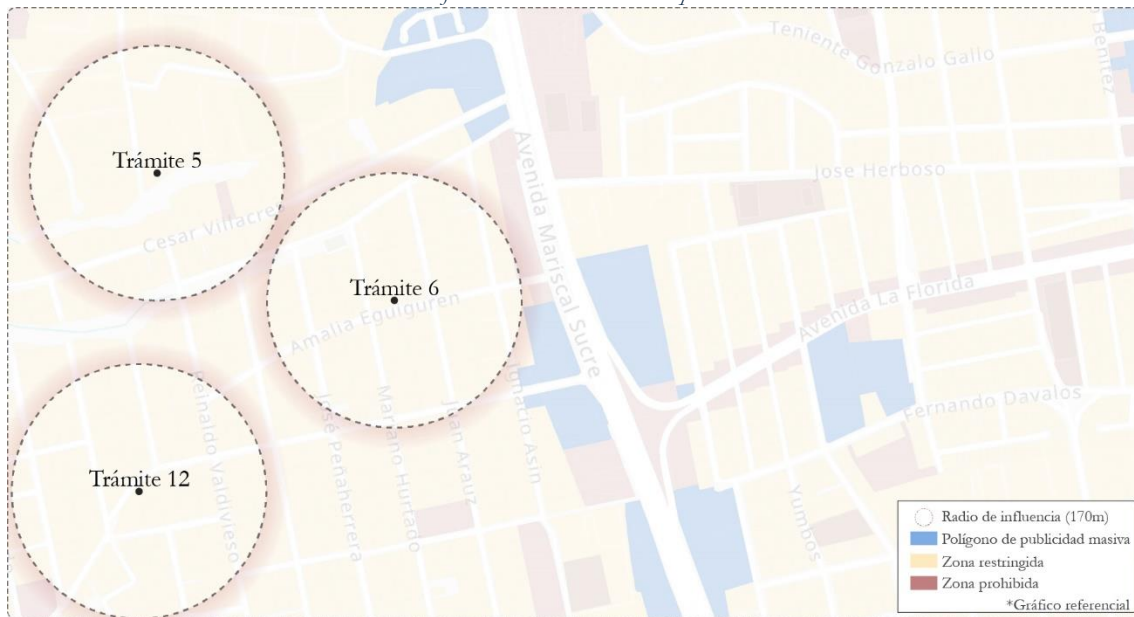 Teniente Gonzalo Gallo
Benitez
Trámite 5
Avenida Mariscal Sucre
Jose Herboso
Cesar Villacres
Trámite 6
Amalia Eguiguren
Avenida La Florida
Reinaldo Valdivieso
José Peñaherrera
Mariano Hurtado
Juan Arauz
Ignacio Asin
Fernando Davalos
Trámite 12
Yumbos
Radio de influencia (170m)
Polígono de publicidad masiva
Zona restringida
Zona prohibida
*Gráfico referencial